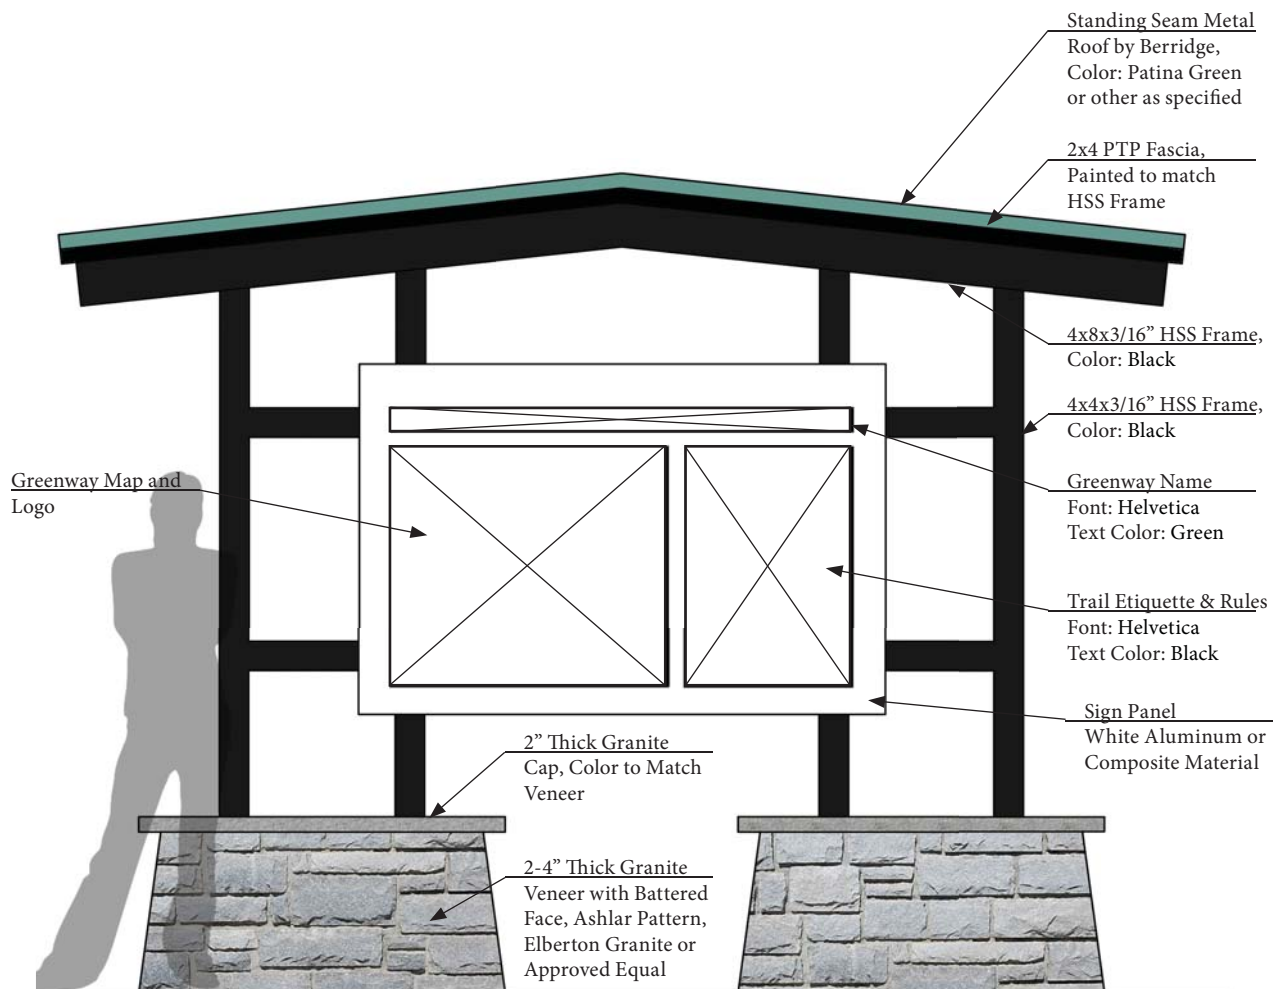 Standing Seam Metal
Roof by Berridge,
Color: Patina Green
or other as specified
2x4 PTP Fascia,
Painted to match
HSS Frame
4x8x3/16” HSS Frame,
Color: Black
4x4x3/16” HSS Frame,
Color: Black
Greenway Name
Font: Helvetica
Text Color: Green
Greenway Map and
Logo
Trail Etiquette & Rules
Font: Helvetica
Text Color: Black
Sign Panel
White Aluminum or
Composite Material
2” Thick Granite
Cap, Color to Match
Veneer
2-4” Thick Granite
Veneer with Battered
Face, Ashlar Pattern,
Elberton Granite or
Approved Equal